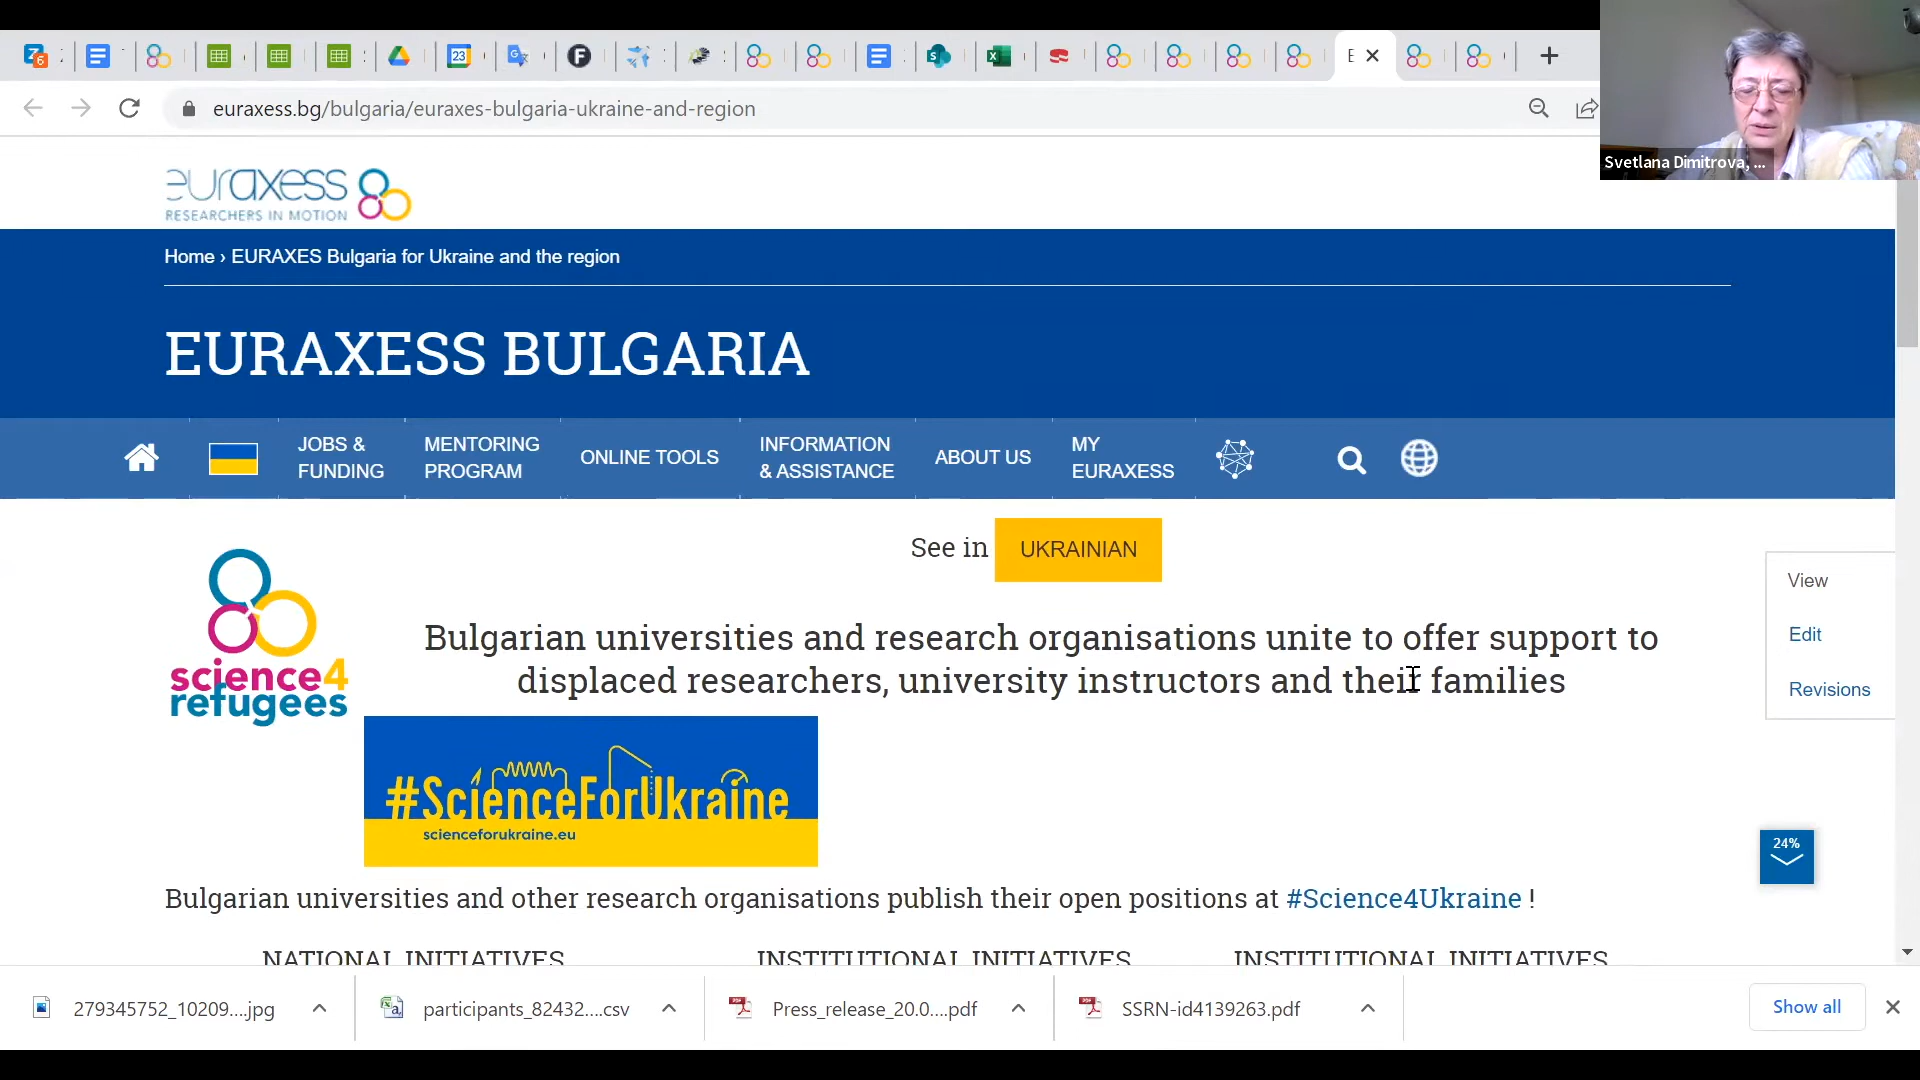 euraxess.bg/bulgaria/euraxes-bulgaria-ukraine-and-region
Svetlana Dimitrova, ...
euraxess
RESEARCHERS IN MOTION
Home › EURAXES Bulgaria for Ukraine and the region
EURAXESS BULGARIA
JOBS &
FUNDING
MENTORING
PROGRAM
ONLINE TOOLS
INFORMATION
& ASSISTANCE
ABOUT US
MY
EURAXESS
See in UKRAINIAN
science4
refugees
Bulgarian universities and research organisations unite to offer support to
displaced researchers, university instructors and their families
View
Edit
Revisions
#ScienceForUkraine
scienceforukraine.eu
24%
Bulgarian universities and other research organisations publish their open positions at #Science4Ukraine !
NATIONAL INITIATIVES
INSTITUTIONAL INITIATIVES
INSTITUTIONAL INITIATIVES
279345752_10209....jpg
participants_82432....csv
Press_release_20.0....pdf
SSRN-id4139263.pdf
Show all